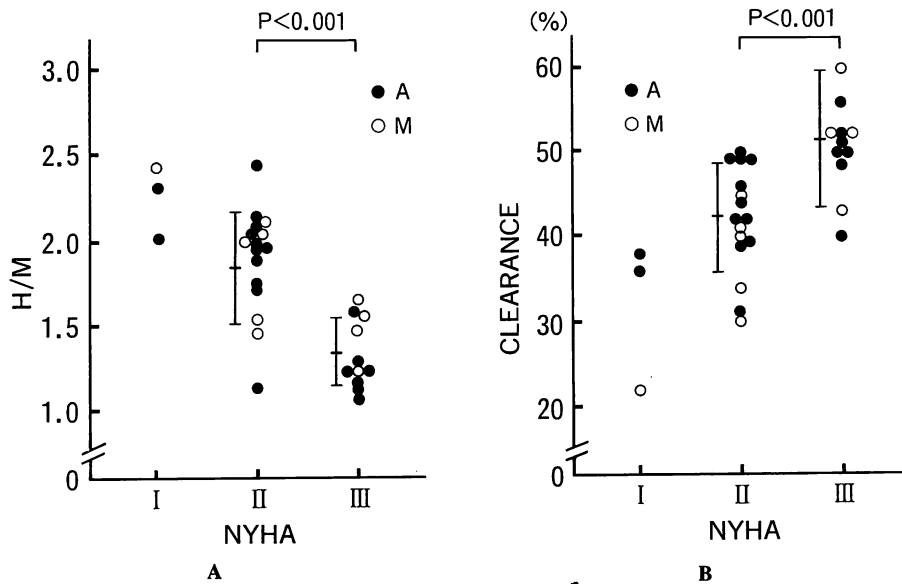 P<0.001
3.0
2.5
2.0
1.5
1.0
0
H/M
A
M
I
II
III
NYHA
A
P<0.001
(%)
60
50
40
30
20
0
CLEARANCE
A
M
I
II
III
NYHA
B